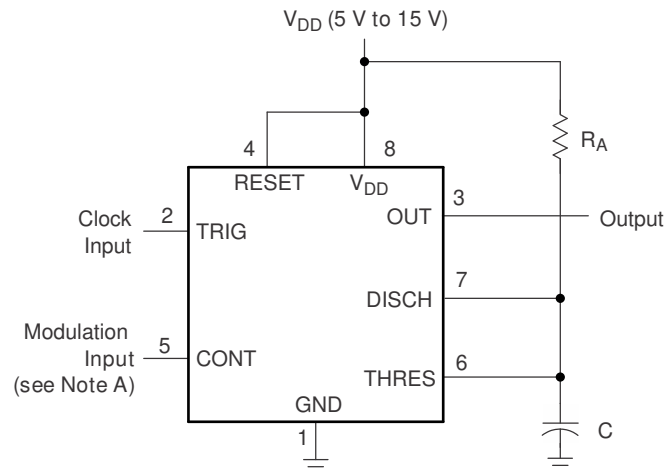 V_DD (5 V to 15 V)
4
8
R_A
RESET
V_DD
3
Clock
Input
2
TRIG
OUT
Output
7
DISCH
Modulation
Input
(see Note A)
5
CONT
6
THRES
GND
1
C